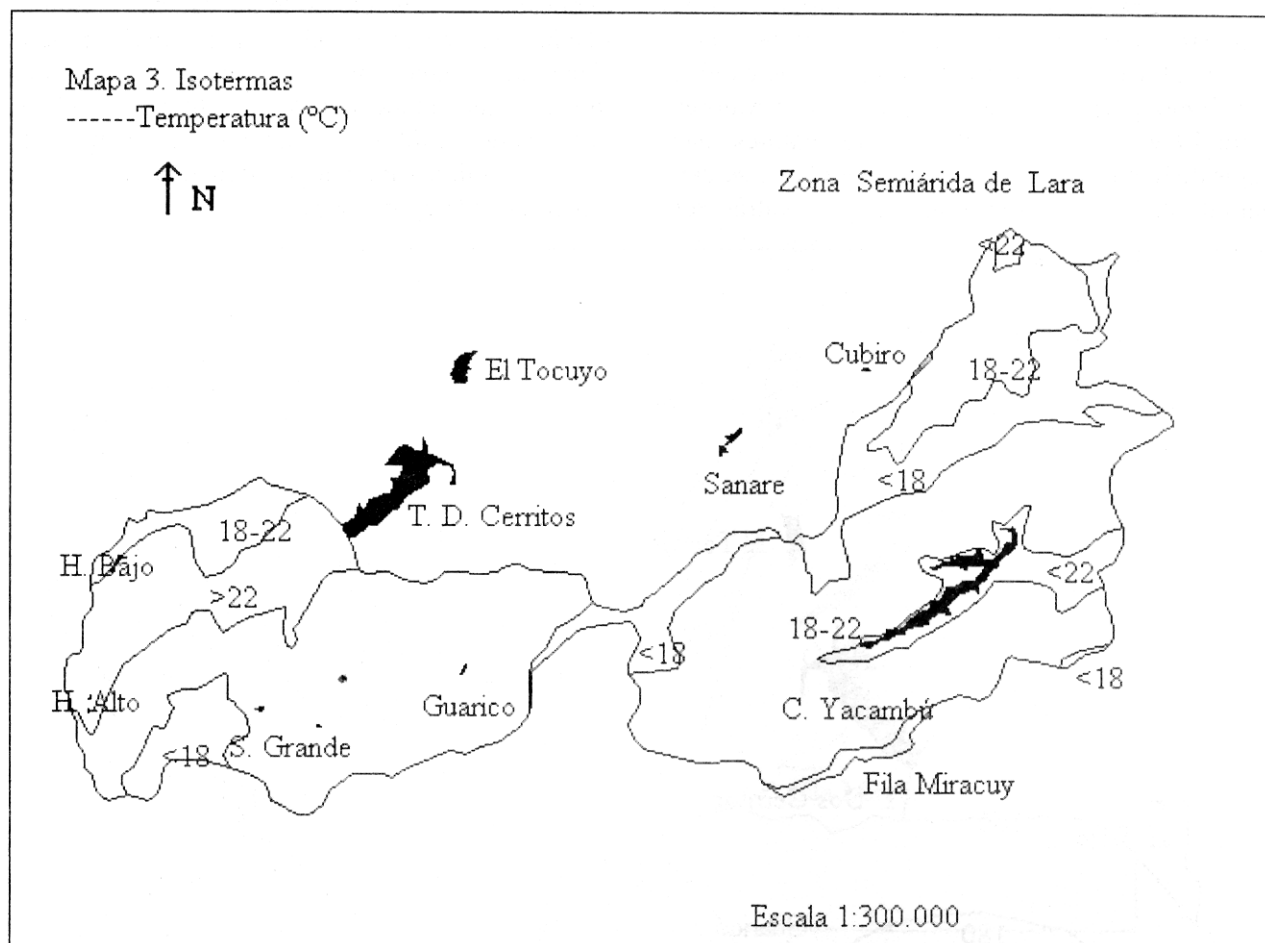 Mapa 3. Isotermas
------Temperatura (ºC)
N
Zona Semiárida de Lara
<22
Cubiro
18-22
El Tocuyo
<18
Sanare
T. D. Cerritos
18-22
H. Bajo
>22
<22
18-22
<18
<18
H. Alto
Guarico
C. Yacambú
S. Grande
<18
Fila Miracuy
Escala 1:300.000